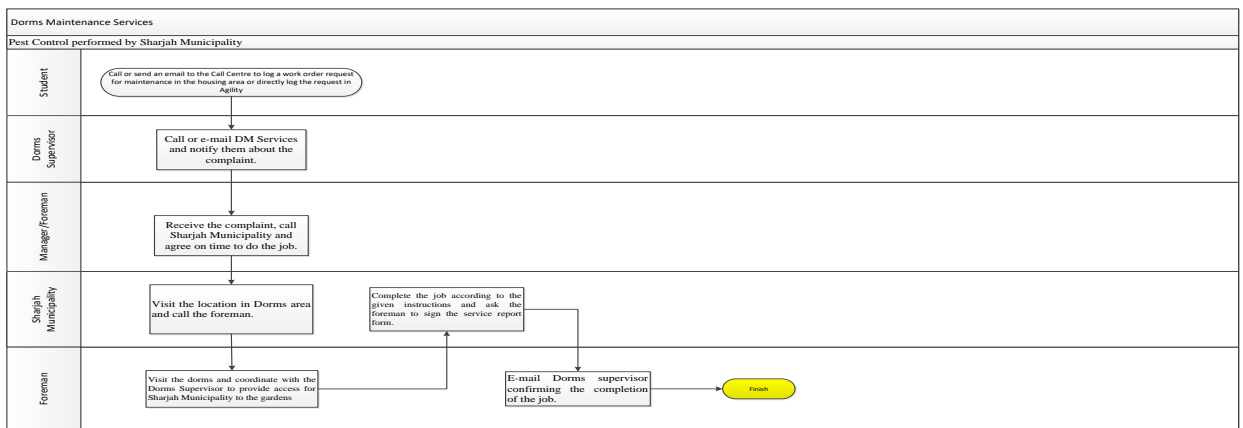 Dorms Maintenance Services
Pest Control performed by Sharjah Municipality
Student
Call or send an email to the Call Centre to log a work order request
for maintenance in the housing area or directly log the request in
Agility
Dorms
Supervisor
Call or e-mail DM Services
and notify them about the
complaint.
Manager/Foreman
Receive the complaint, call
Sharjah Municipality and
agree on time to do the job.
Sharjah
Municipality
Visit the location in Dorms area
and call the foreman.
Complete the job according to the
given instructions and ask the
foreman to sign the service report
form.
Foreman
Visit the dorms and coordinate with the
Dorms Supervisor to provide access for
Sharjah Municipality to the gardens
E-mail Dorms supervisor
confirming the completion
of the job.
Finish